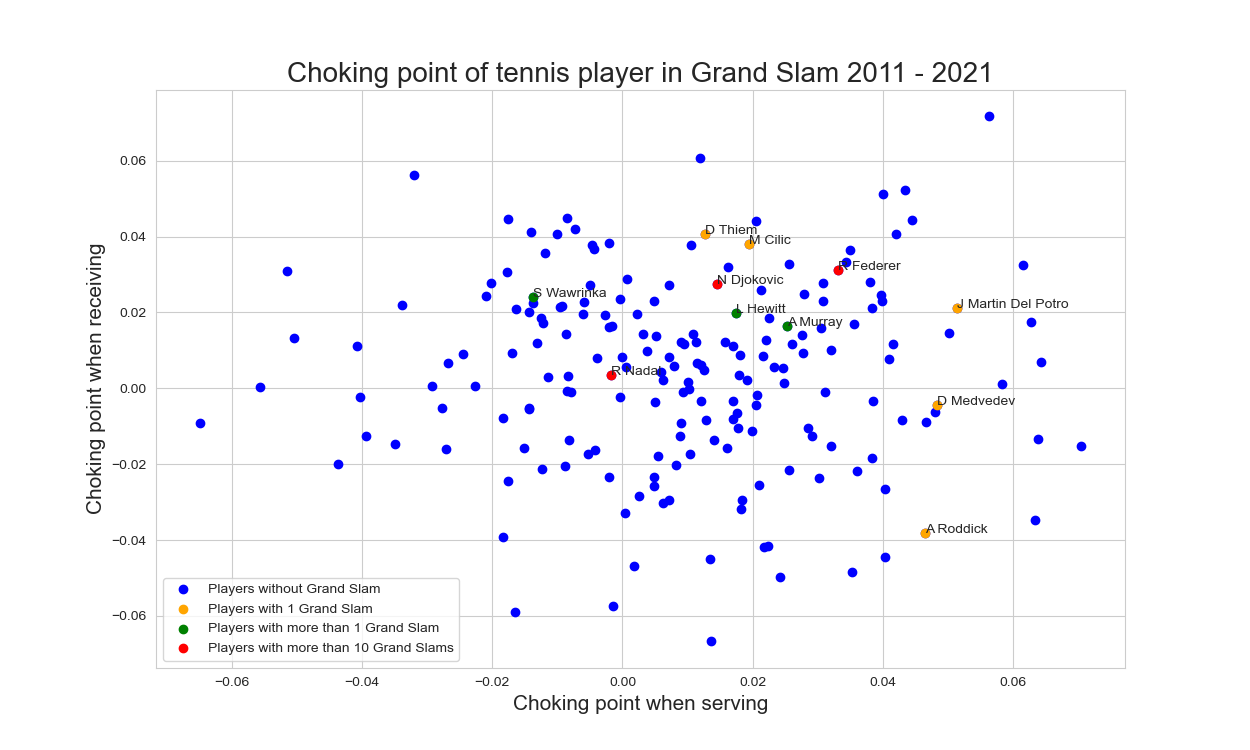 Choking point of tennis player in Grand Slam 2011 - 2021
Choking point when receiving
0.06
0.04
0.02
0.00
−0.02
−0.04
−0.06
D Thiem
M Cilic
R Federer
N Djokovic
S Wawrinka
J Martin Del Potro
L Hewitt
A Murray
R Nadal
D Medvedev
A Roddick
Players without Grand Slam
Players with 1 Grand Slam
Players with more than 1 Grand Slam
Players with more than 10 Grand Slams
−0.06 −0.04 −0.02 0.00 0.02 0.04 0.06
Choking point when serving